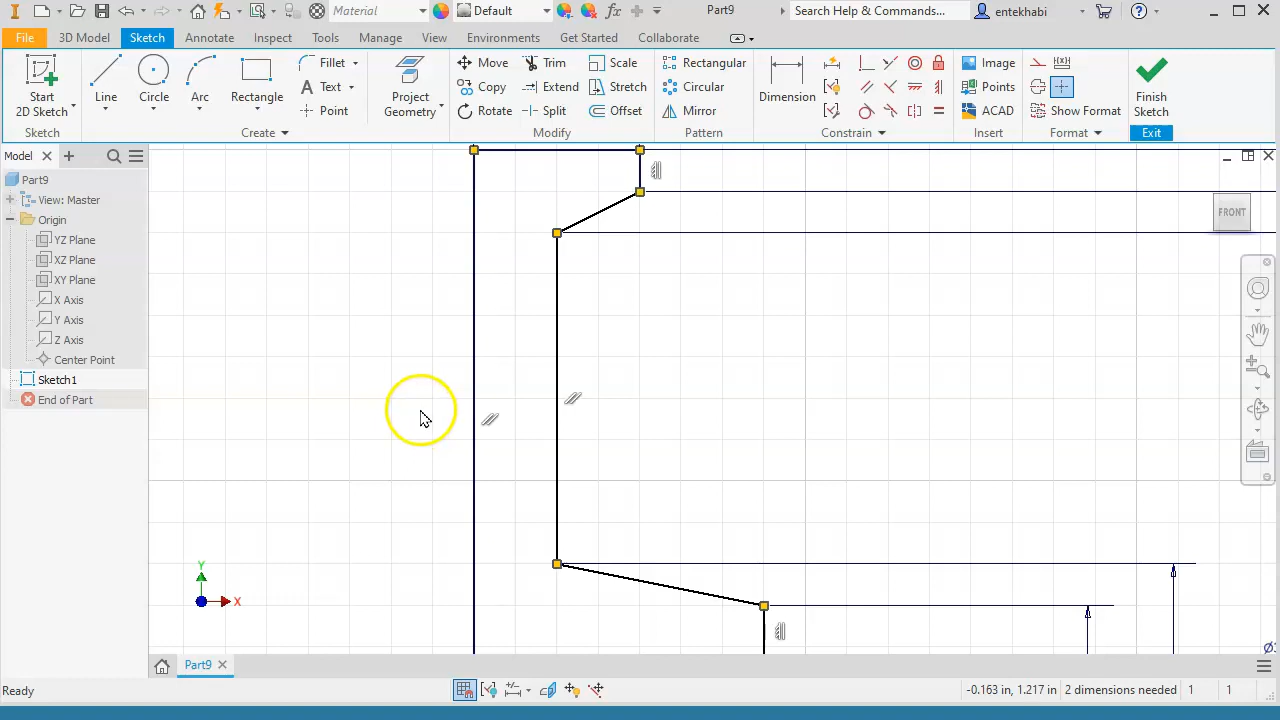 Material Default fx Part9 Search Help & Commands... entekhabi
File 3D Model Sketch Annotate Inspect Tools Manage View Environments Get Started Collaborate
Fillet Move Trim Scale Rectangular Image
Text Copy Extend Stretch Circular Points
Start 2D Sketch Line Circle Arc Rectangle Project Geometry Dimension Finish Sketch
Point Rotate Split Offset Mirror ACAD Show Format
Sketch Create Modify Pattern Constrain Insert Format Exit
Model
Part9
View: Master
Origin
FRONT
YZ Plane
XZ Plane
XY Plane
X Axis
Y Axis
Z Axis
Center Point
Sketch1
End of Part
Y
X
Part9
Ready -0.163 in, 1.217 in 2 dimensions needed 1 1